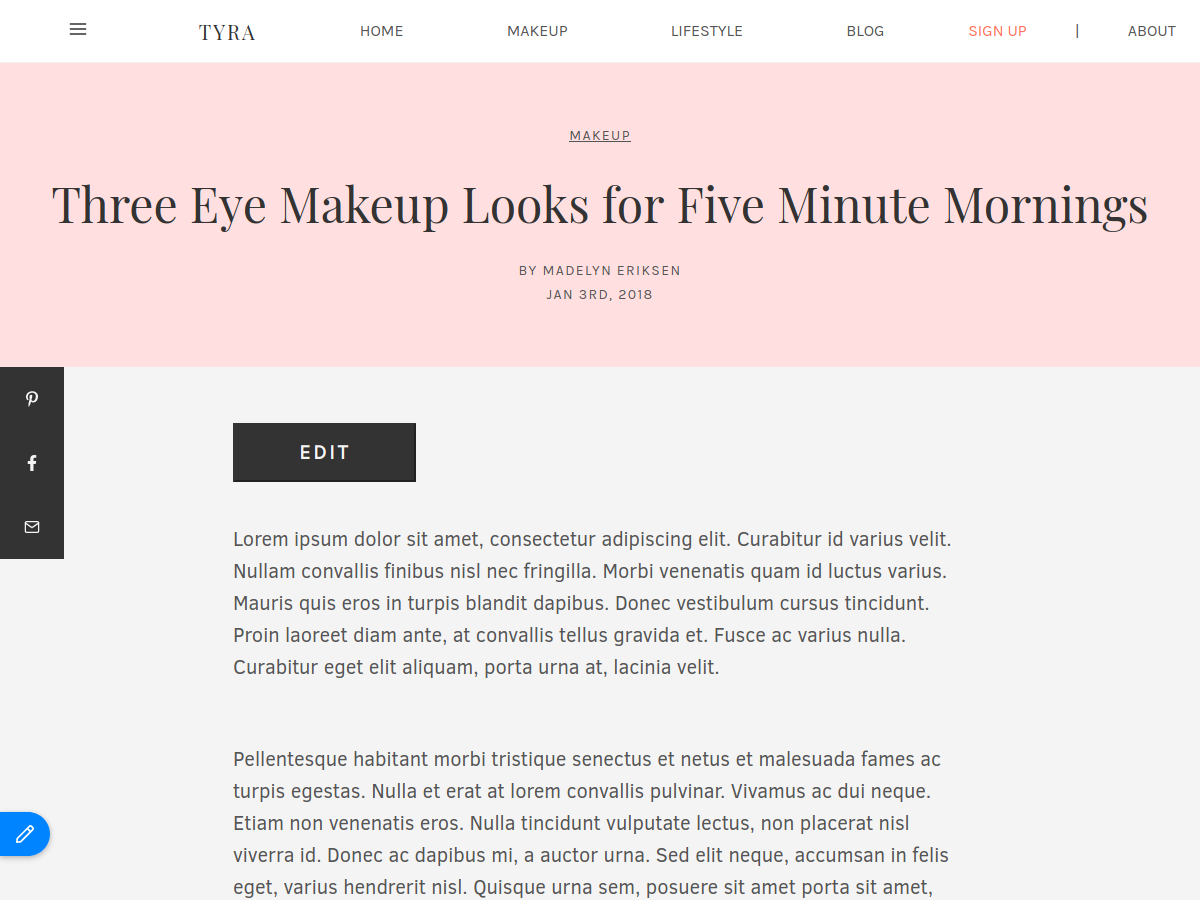 TYRA HOME MAKEUP LIFESTYLE BLOG SIGN UP | ABOUT
MAKEUP
Three Eye Makeup Looks for Five Minute Mornings
BY MADELYN ERIKSEN
JAN 3RD, 2018
EDIT
Lorem ipsum dolor sit amet, consectetur adipiscing elit. Curabitur id varius velit.
Nullam convallis finibus nisl nec fringilla. Morbi venenatis quam id luctus varius.
Mauris quis eros in turpis blandit dapibus. Donec vestibulum cursus tincidunt.
Proin laoreet diam ante, at convallis tellus gravida et. Fusce ac varius nulla.
Curabitur eget elit aliquam, porta urna at, lacinia velit.
Pellentesque habitant morbi tristique senectus et netus et malesuada fames ac
turpis egestas. Nulla et erat at lorem convallis pulvinar. Vivamus ac dui neque.
Etiam non venenatis eros. Nulla tincidunt vulputate lectus, non placerat nisl
viverra id. Donec ac dapibus mi, a auctor urna. Sed elit neque, accumsan in felis
eget, varius hendrerit nisl. Quisque urna sem, posuere sit amet porta sit amet,